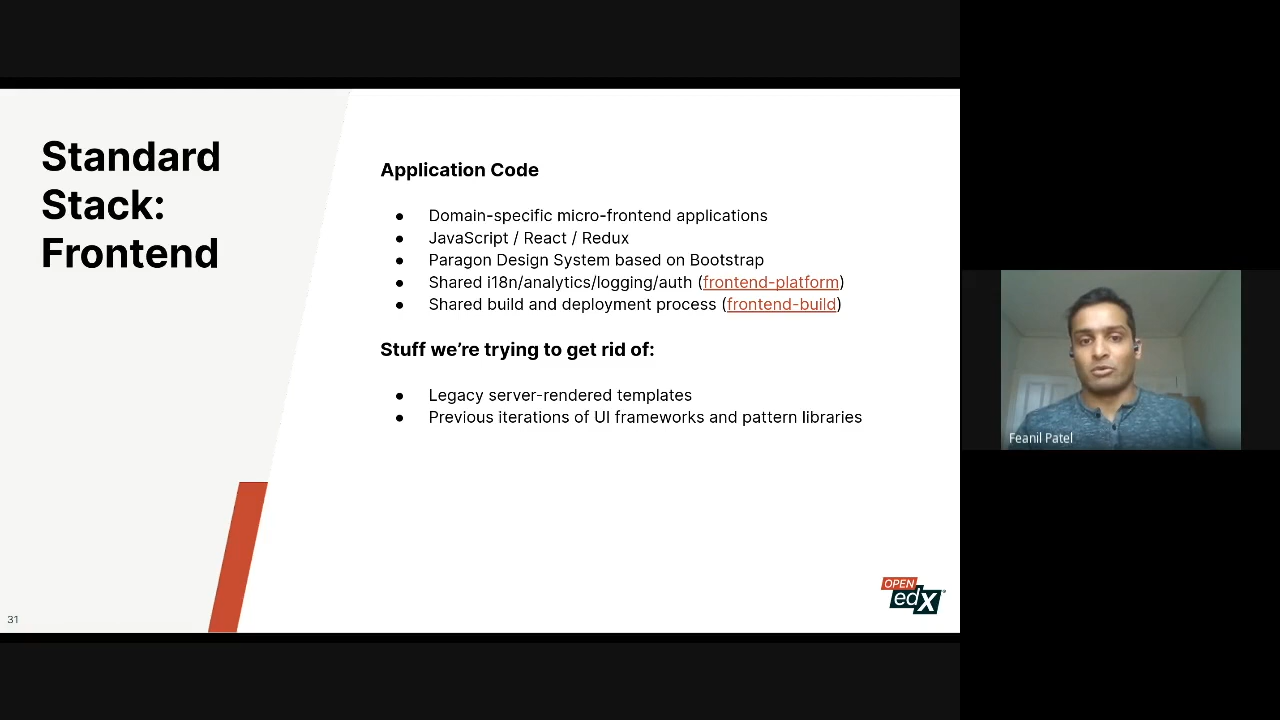 Standard
Stack:
Frontend
Application Code
● Domain-specific micro-frontend applications
● JavaScript / React / Redux
● Paragon Design System based on Bootstrap
● Shared i18n/analytics/logging/auth (frontend-platform)
● Shared build and deployment process (frontend-build)
Stuff we’re trying to get rid of:
● Legacy server-rendered templates
● Previous iterations of UI frameworks and pattern libraries
31
OPEN
edX
Feanil Patel